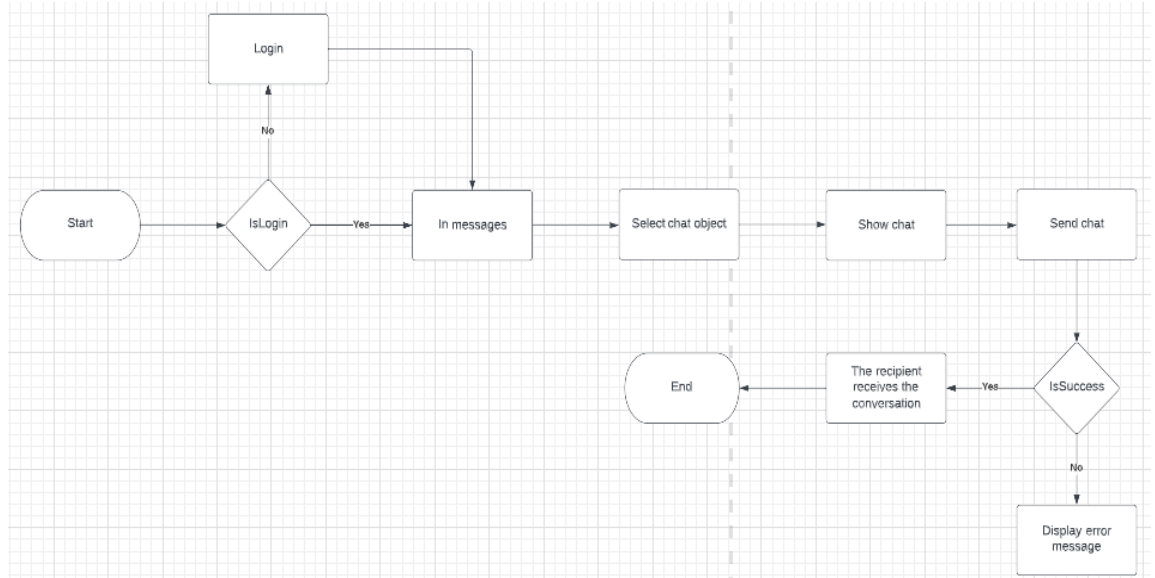 Login
No
Start
IsLogin
Yes
In messages
Select chat object
Show chat
Send chat
End
The recipient
receives the
conversation
Yes
IsSuccess
No
Display error
message